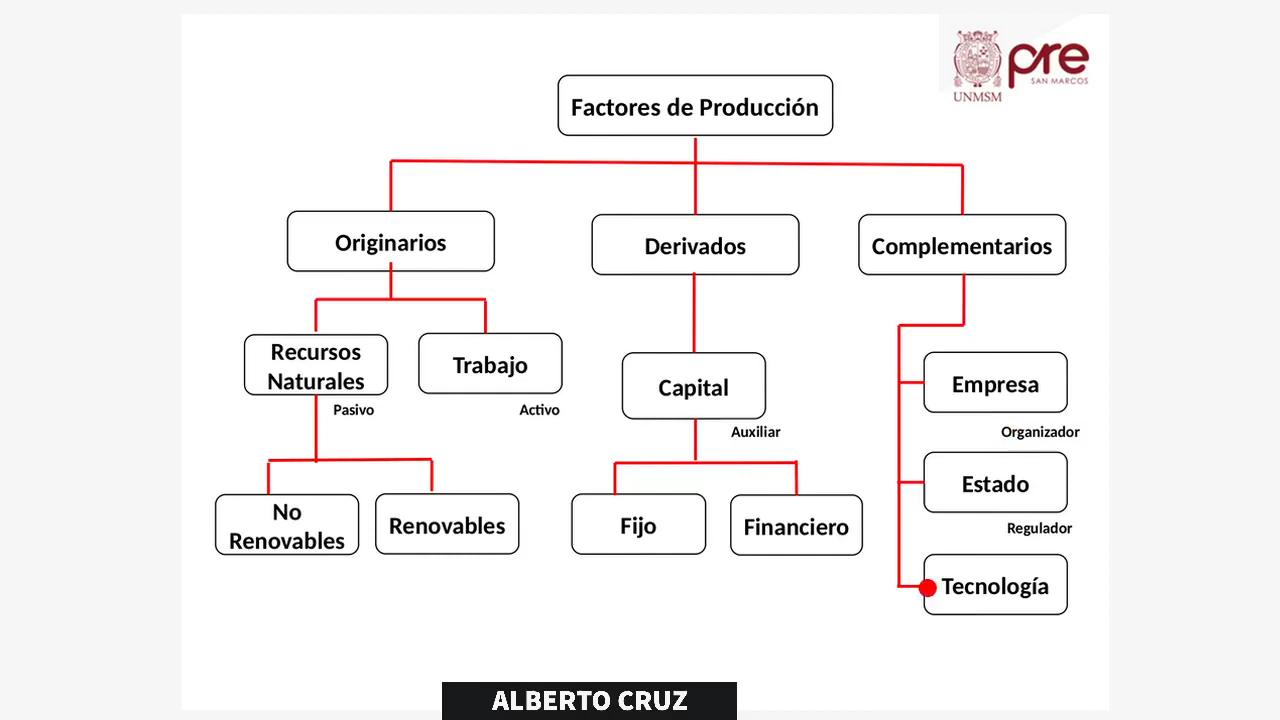 pre
SAN MARCOS
UNMSM
Factores de Producción
Originarios
Derivados
Complementarios
Recursos
Naturales
Trabajo
Capital
Empresa
Pasivo
Activo
Auxiliar
Organizador
Estado
Regulador
No
Renovables
Renovables
Fijo
Financiero
Tecnología
ALBERTO CRUZ